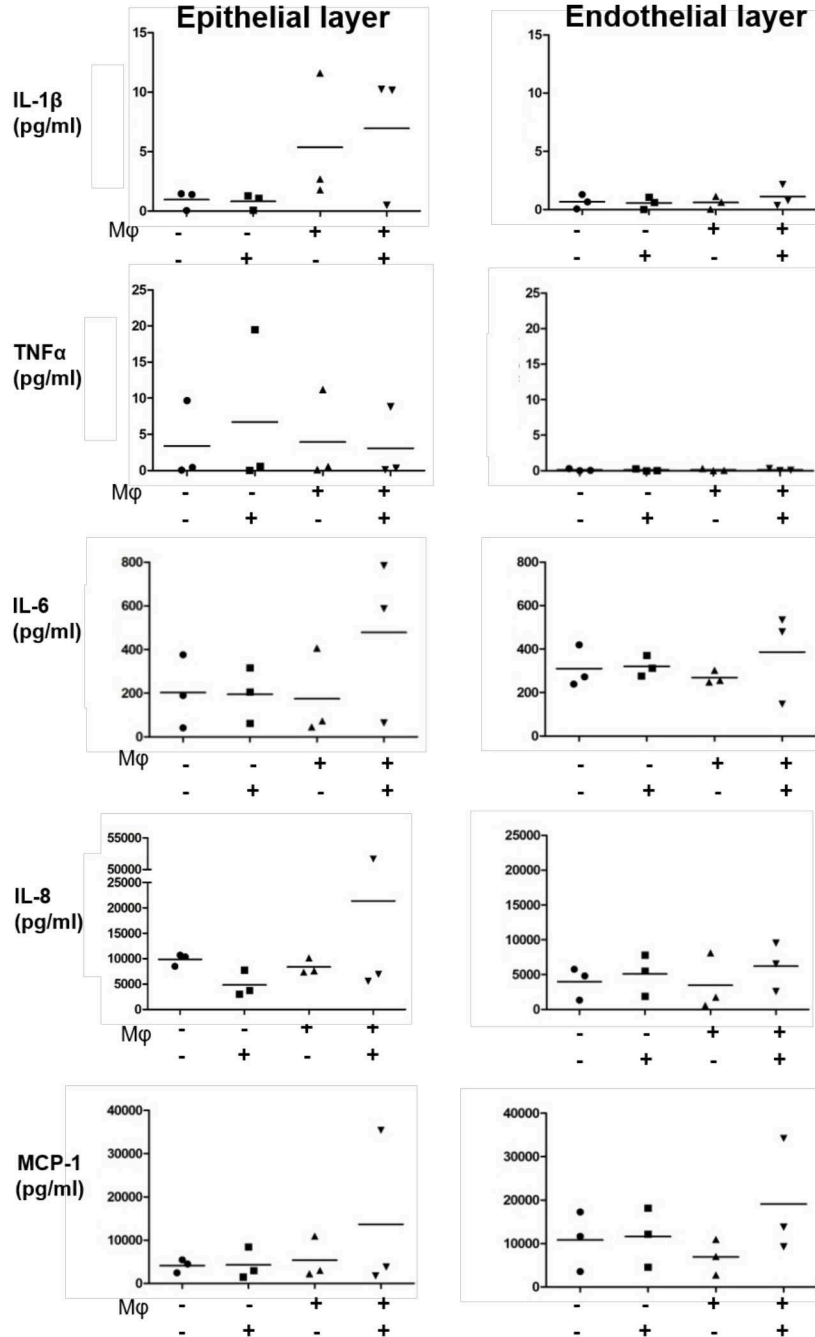 Epithelial layer Endothelial layer
IL-1β
(pg/ml)
15 10 5 0
15 10 5 0
Mφ - - + + - - + +
- + - + - + - +
TNFα
(pg/ml)
25 20 15 10 5 0
25 20 15 10 5 0
Mφ - - + + - - + +
- + - + - + - +
IL-6
(pg/ml)
800 600 400 200 0
800 600 400 200 0
Mφ - - + + - - + +
- + - + - + - +
IL-8
(pg/ml)
55000 50000 25000 20000 15000 10000 5000 0
25000 20000 15000 10000 5000 0
Mφ - - + + - - + +
- + - + - + - +
MCP-1
(pg/ml)
40000 30000 20000 10000 0
40000 30000 20000 10000 0
Mφ - - + + - - + +
- + - + - + - +